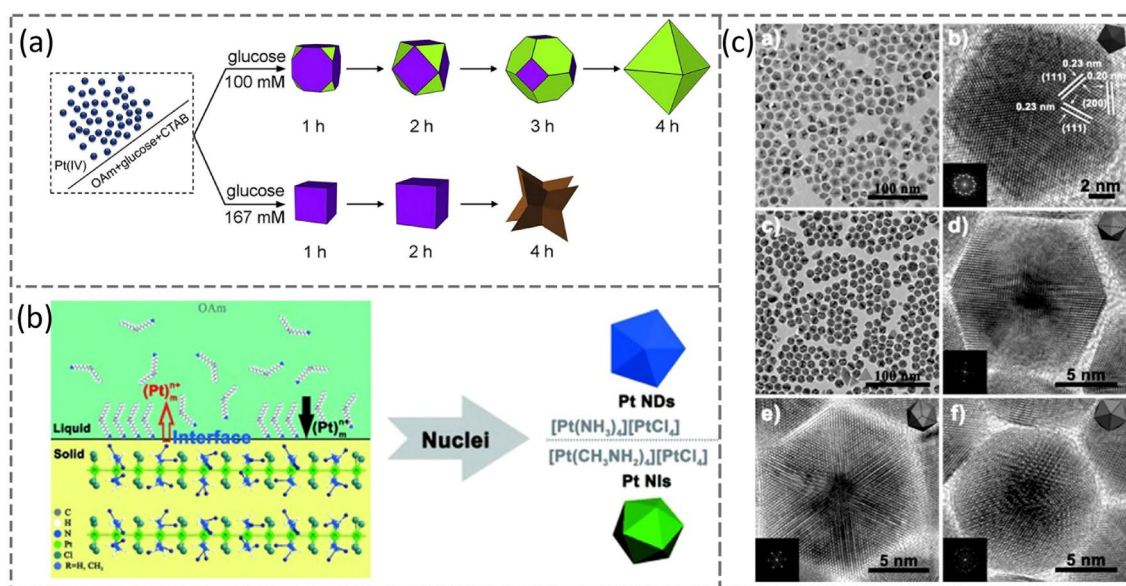 (a)
Pt(IV)
OAm+glucose+CTAB
glucose
100 mM
1 h
2 h
3 h
4 h
glucose
167 mM
1 h
2 h
4 h
(b)
OAm
(Pt)ₘⁿ⁺
(Pt)ₘⁿ⁺
Liquid
Interface
Solid
C
H
N
Pt
Cl
R=H, CH₃
Nuclei
Pt NDs
[Pt(NH₃)₄][PtCl₄]
[Pt(CH₃NH₂)₄][PtCl₄]
Pt NIs
(c)
a)
100 nm
b)
0.23 nm
(111)
0.20 nm
0.23 nm
(200)
(111)
2 nm
c)
100 nm
d)
5 nm
e)
5 nm
f)
5 nm